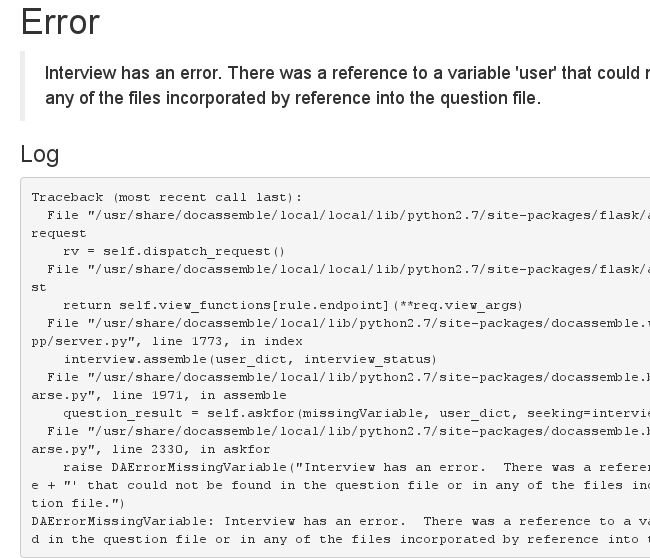 Error
Interview has an error. There was a reference to a variable 'user' that could
any of the files incorporated by reference into the question file.
Log
Traceback (most recent call last):
File "/usr/share/docassemble/local/local/lib/python2.7/site-packages/flask/
request
rv = self.dispatch_request()
File "/usr/share/docassemble/local/local/lib/python2.7/site-packages/flask/
st
return self.view_functions[rule.endpoint](**req.view_args)
File "/usr/share/docassemble/local/local/lib/python2.7/site-packages/docassemble.
pp/server.py", line 1773, in index
interview.assemble(user_dict, interview_status)
File "/usr/share/docassemble/local/local/lib/python2.7/site-packages/docassemble.
arse.py", line 1971, in assemble
question_result = self.askfor(missingVariable, user_dict, seeking=intervie
File "/usr/share/docassemble/local/local/lib/python2.7/site-packages/docassemble.
arse.py", line 2330, in askfor
raise DAErrorMissingVariable("Interview has an error.  There was a referen
e + "' that could not be found in the question file or in any of the files inc
tion file.")
DAErrorMissingVariable: Interview has an error.  There was a reference to a va
d in the question file or in any of the files incorporated by reference into